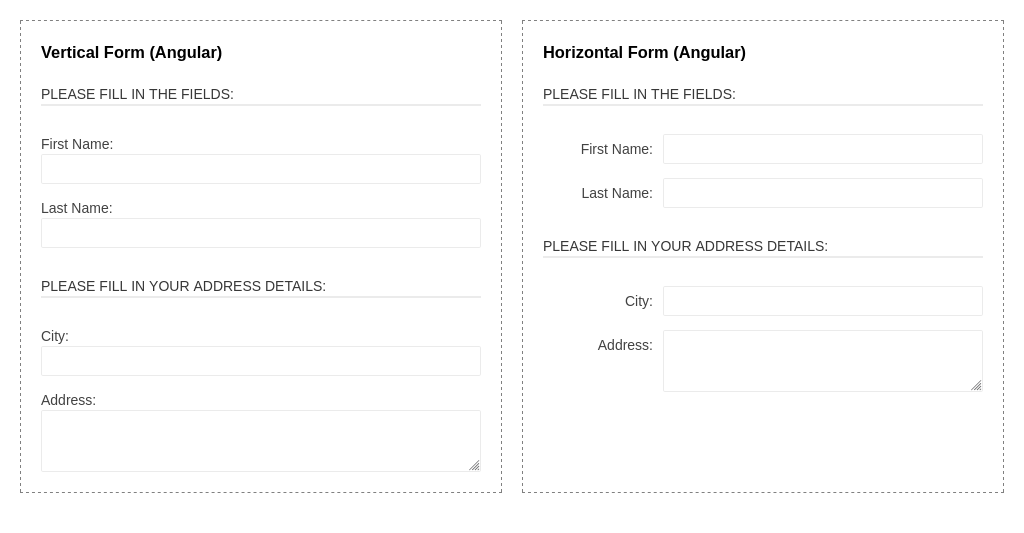 Vertical Form (Angular)
PLEASE FILL IN THE FIELDS:
First Name:
Last Name:
PLEASE FILL IN YOUR ADDRESS DETAILS:
City:
Address:
Horizontal Form (Angular)
PLEASE FILL IN THE FIELDS:
First Name:
Last Name:
PLEASE FILL IN YOUR ADDRESS DETAILS:
City:
Address: